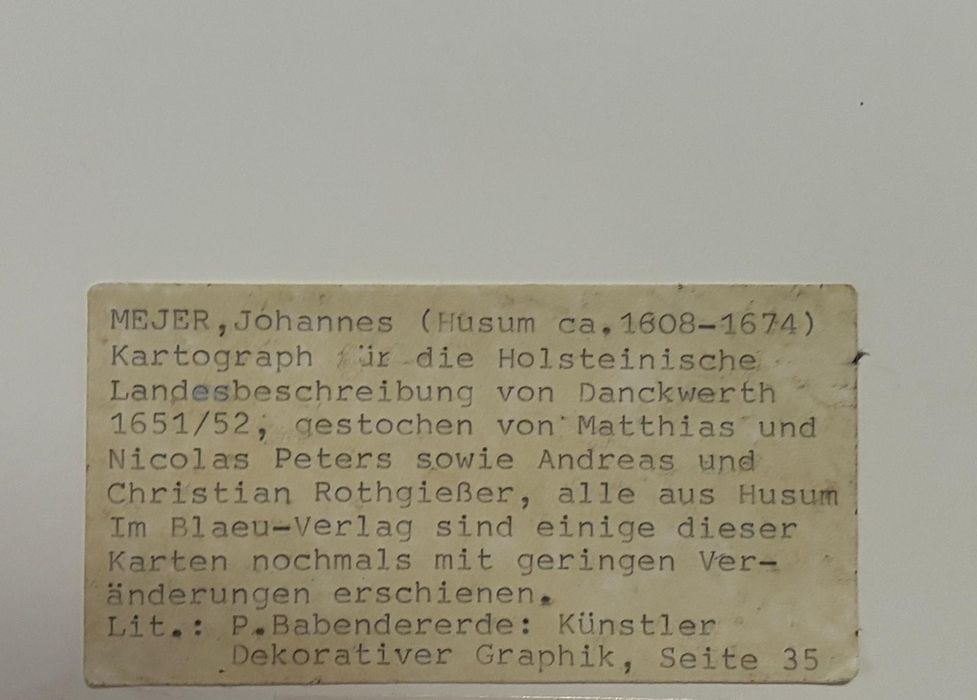 MEJER,Johannes (Husum ca.1608-1674)
Kartograph für die Holsteinische
Landesbeschreibung von Danckwerth
1651/52; gestochen von Matthias und
Nicolas Peters sowie Andreas und
Christian Rothgießer, alle aus Husum
Im Blaeu-Verlag sind einige dieser
Karten nochmals mit geringen Ver-
änderungen erschienen.
Lit.: P.Babendererde: Künstler
Dekorativer Graphik, Seite 35